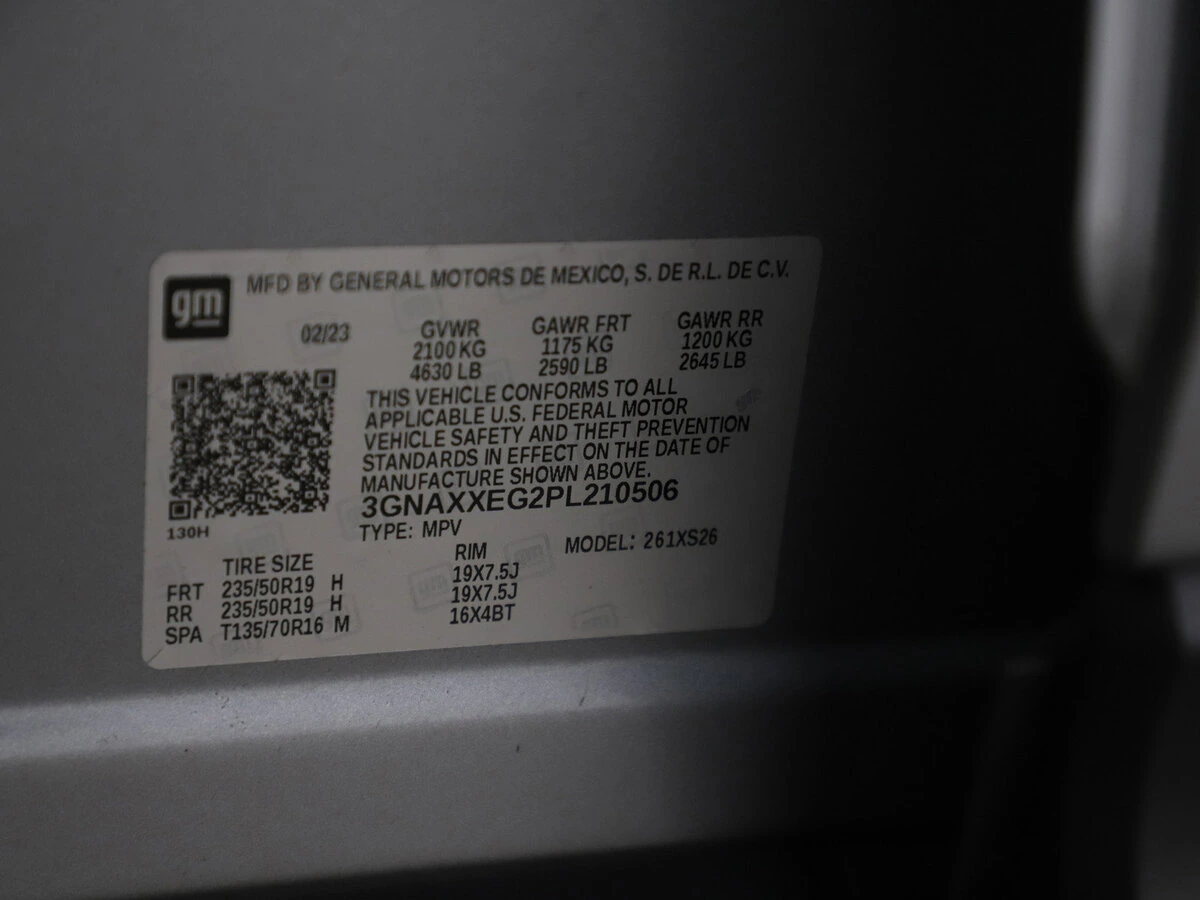 gm
MFD BY GENERAL MOTORS DE MEXICO, S. DE R.L. DE C.V.
02/23 GVWR GAWR FRT GAWR RR
2100 KG 1175 KG 1200 KG
4630 LB 2590 LB 2645 LB
THIS VEHICLE CONFORMS TO ALL
APPLICABLE U.S. FEDERAL MOTOR
VEHICLE SAFETY AND THEFT PREVENTION
STANDARDS IN EFFECT ON THE DATE OF
MANUFACTURE SHOWN ABOVE.
3GNAXXEG2PL210506
130H
TYPE: MPV MODEL: 261XS26
TIRE SIZE RIM
FRT 235/50R19 H 19X7.5J
RR 235/50R19 H 19X7.5J
SPA T135/70R16 M 16X4BT